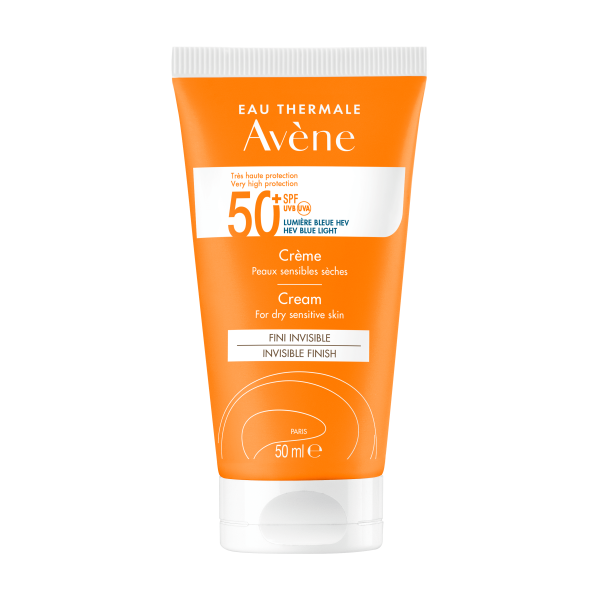 EAU THERMALE
Avène
Très haute protection
Very high protection
50+ SPF
UVB UVA
LUMIÈRE BLEUE HEV
HEV BLUE LIGHT
Crème
Peaux sensibles sèches
Cream
For dry sensitive skin
FINI INVISIBLE
INVISIBLE FINISH
PARIS
50 ml ℮